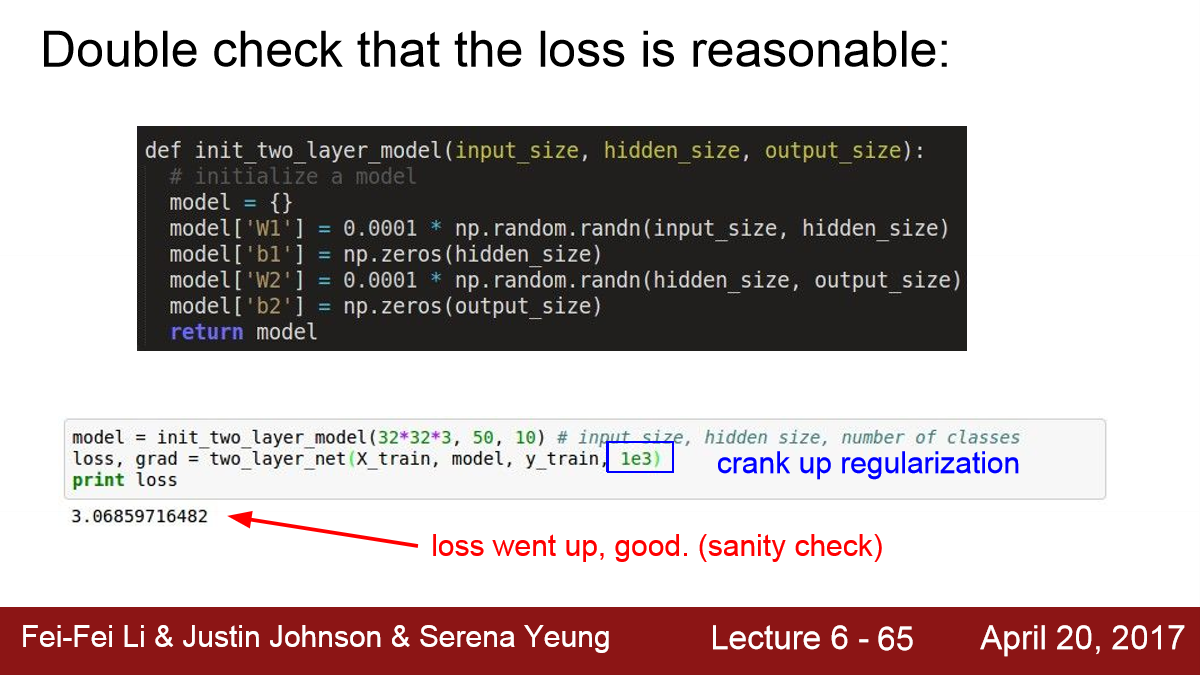 Double check that the loss is reasonable:
def init_two_layer_model(input_size, hidden_size, output_size):
# initialize a model
model = {}
model['W1'] = 0.0001 * np.random.randn(input_size, hidden_size)
model['b1'] = np.zeros(hidden_size)
model['W2'] = 0.0001 * np.random.randn(hidden_size, output_size)
model['b2'] = np.zeros(output_size)
return model
model = init_two_layer_model(32*32*3, 50, 10) # input size, hidden size, number of classes
loss, grad = two_layer_net(X_train, model, y_train, 1e3)
crank up regularization
print loss
3.06859716482
loss went up, good. (sanity check)
Fei-Fei Li & Justin Johnson & Serena Yeung
Lecture 6 - 65
April 20, 2017